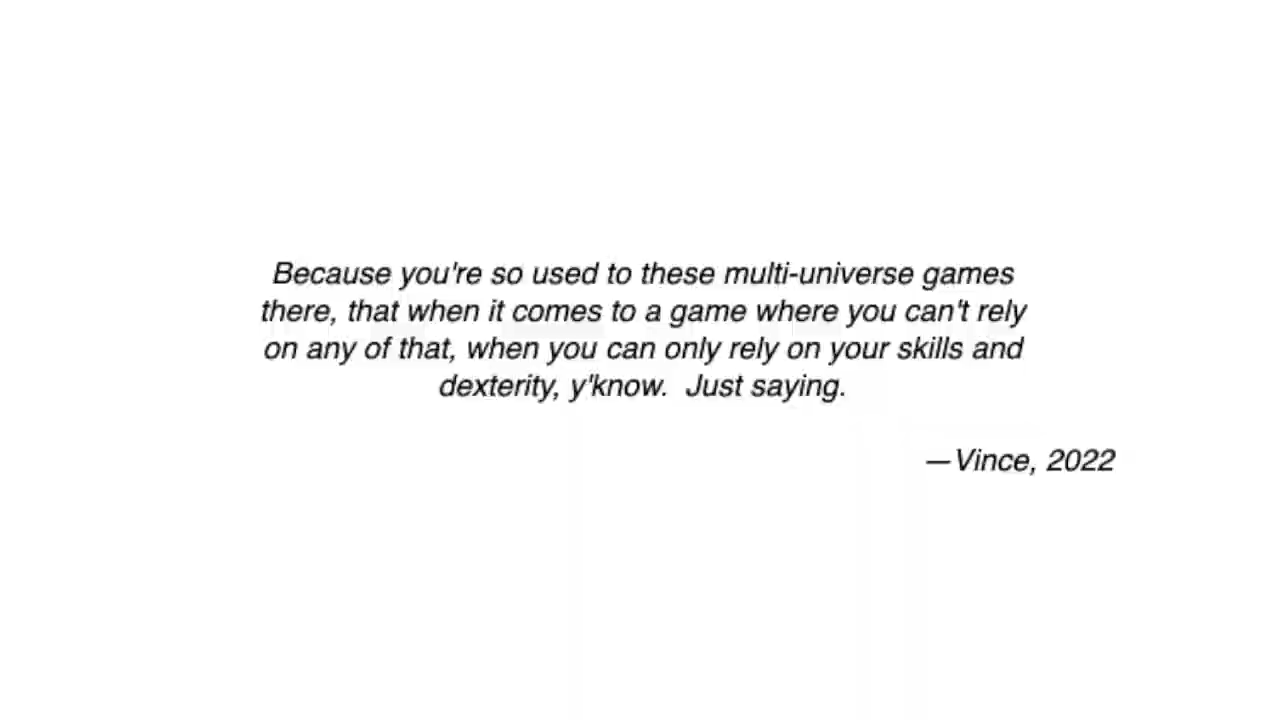 Because you're so used to these multi-universe games
there, that when it comes to a game where you can't rely
on any of that, when you can only rely on your skills and
dexterity, y'know.  Just saying.
—Vince, 2022